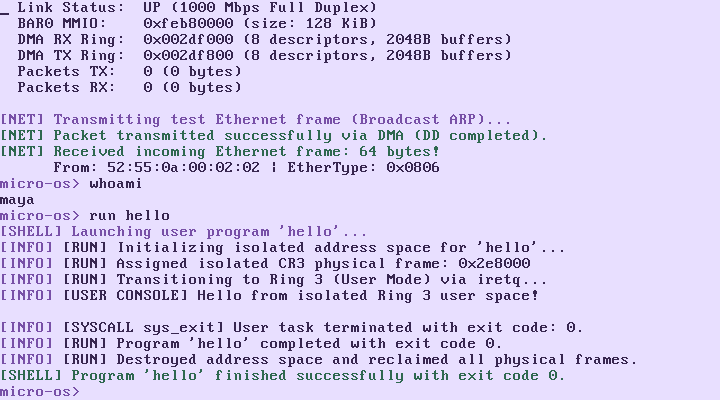 _ Link Status:  UP (1000 Mbps Full Duplex)
  BAR0 MMIO:    0xfeb80000 (size: 128 KiB)
  DMA RX Ring:  0x002df000 (8 descriptors, 2048B buffers)
  DMA TX Ring:  0x002df800 (8 descriptors, 2048B buffers)
  Packets TX:   0 (0 bytes)
  Packets RX:   0 (0 bytes)

[NET] Transmitting test Ethernet frame (Broadcast ARP)...
[NET] Packet transmitted successfully via DMA (DD completed).
[NET] Received incoming Ethernet frame: 64 bytes!
      From: 52:55:0a:00:02:02 | EtherType: 0x0806
micro-os> whoami
maya
micro-os> run hello
[SHELL] Launching user program 'hello'...
[INFO] [RUN] Initializing isolated address space for 'hello'...
[INFO] [RUN] Assigned isolated CR3 physical frame: 0x2e8000
[INFO] [RUN] Transitioning to Ring 3 (User Mode) via iretq...
[INFO] [USER CONSOLE] Hello from isolated Ring 3 user space!

[INFO] [SYSCALL sys_exit] User task terminated with exit code: 0.
[INFO] [RUN] Program 'hello' completed with exit code 0.
[INFO] [RUN] Destroyed address space and reclaimed all physical frames.
[SHELL] Program 'hello' finished successfully with exit code 0.
micro-os>